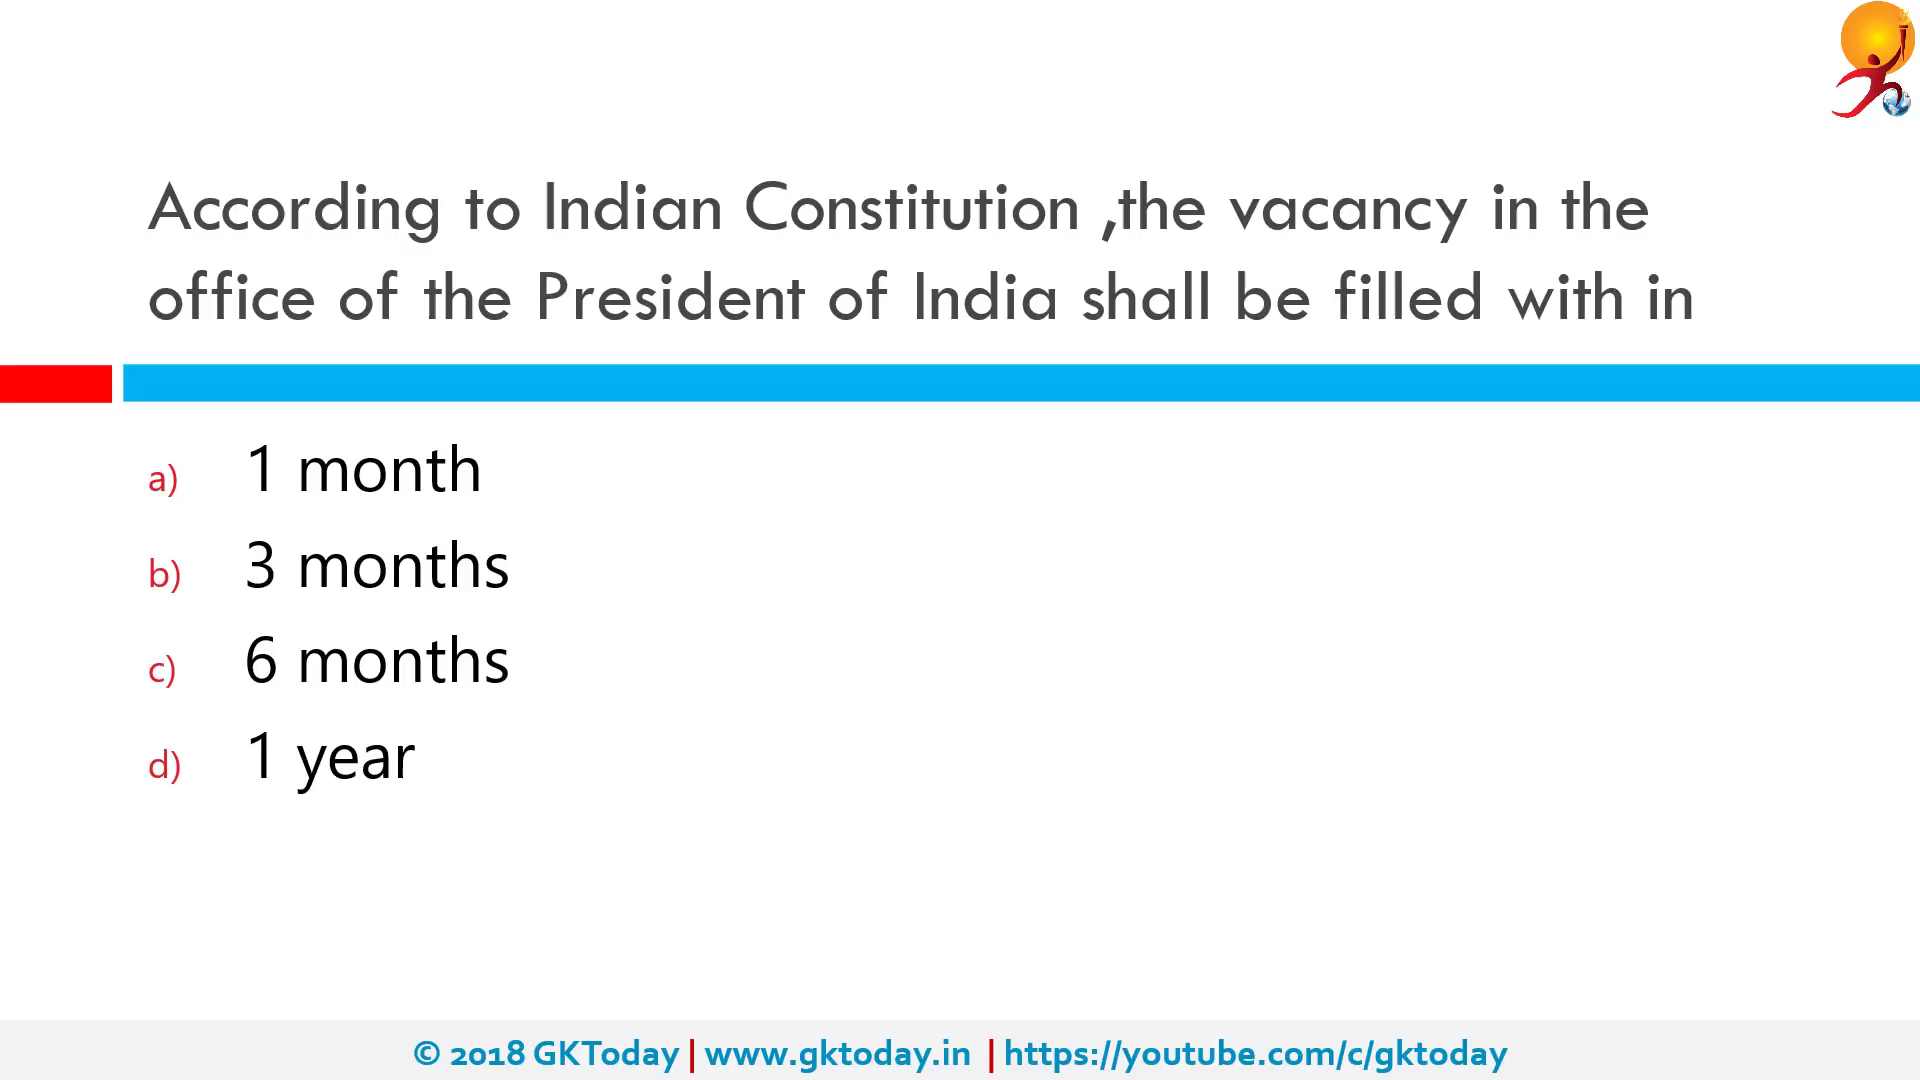 According to Indian Constitution ,the vacancy in the
office of the President of India shall be filled with in
a) 1 month
b) 3 months
c) 6 months
d) 1 year
© 2018 GKToday | www.gktoday.in | https://youtube.com/c/gktoday